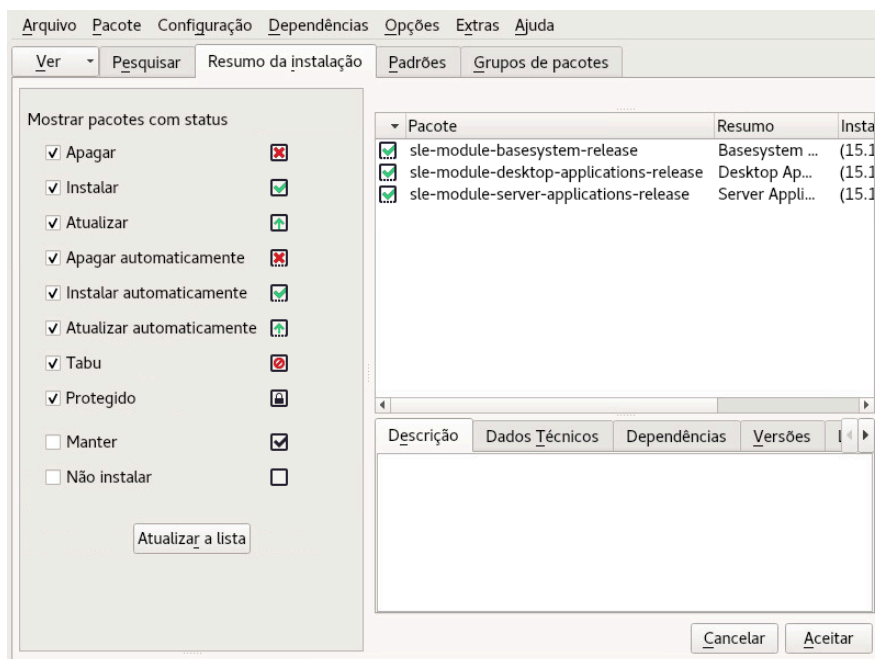 Arquivo Pacote Configuração Dependências Opções Extras Ajuda
Ver Pesquisar Resumo da instalação Padrões Grupos de pacotes
Mostrar pacotes com status
Apagar
Instalar
Atualizar
Apagar automaticamente
Instalar automaticamente
Atualizar automaticamente
Tabu
Protegido
Manter
Não instalar
Atualizar a lista
Pacote Resumo Insta
sle-module-basesystem-release Basesystem ... (15.1
sle-module-desktop-applications-release Desktop Ap... (15.1
sle-module-server-applications-release Server Appli... (15.1
Descrição Dados Técnicos Dependências Versões
Cancelar Aceitar